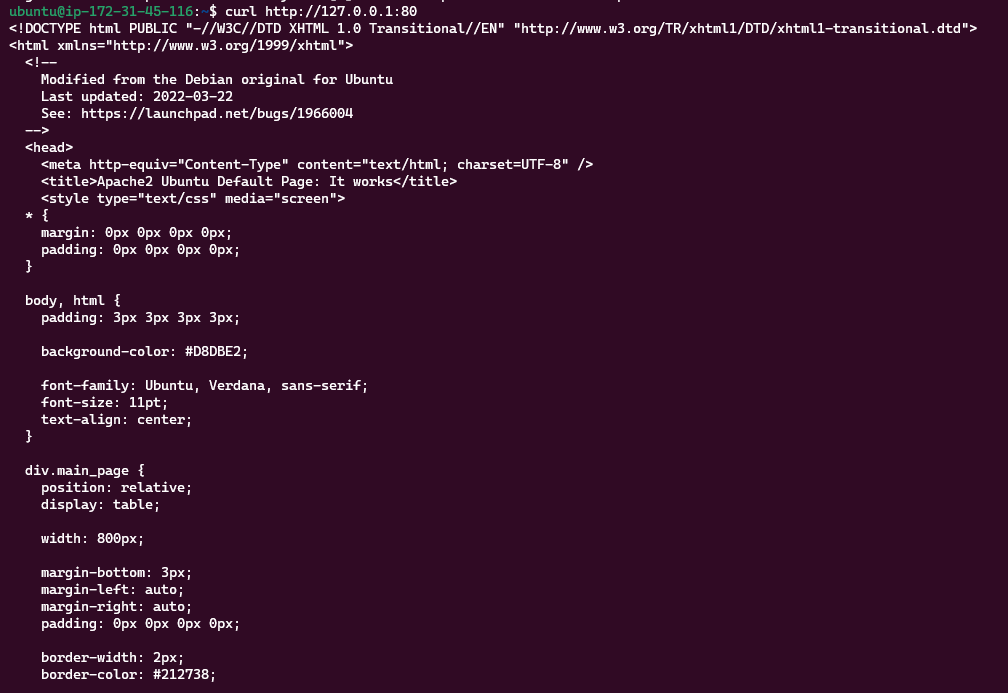 ubuntu@ip-172-31-45-116:~$ curl http://127.0.0.1:80
<!DOCTYPE html PUBLIC "-//W3C//DTD XHTML 1.0 Transitional//EN" "http://www.w3.org/TR/xhtml1/DTD/xhtml1-transitional.dtd">
<html xmlns="http://www.w3.org/1999/xhtml">
  <!--
    Modified from the Debian original for Ubuntu
    Last updated: 2022-03-22
    See: https://launchpad.net/bugs/1966004
  -->
  <head>
    <meta http-equiv="Content-Type" content="text/html; charset=UTF-8" />
    <title>Apache2 Ubuntu Default Page: It works</title>
    <style type="text/css" media="screen">
  * {
    margin: 0px 0px 0px 0px;
    padding: 0px 0px 0px 0px;
  }

  body, html {
    padding: 3px 3px 3px 3px;

    background-color: #D8DBE2;

    font-family: Ubuntu, Verdana, sans-serif;
    font-size: 11pt;
    text-align: center;
  }

  div.main_page {
    position: relative;
    display: table;

    width: 800px;

    margin-bottom: 3px;
    margin-left: auto;
    margin-right: auto;
    padding: 0px 0px 0px 0px;

    border-width: 2px;
    border-color: #212738;